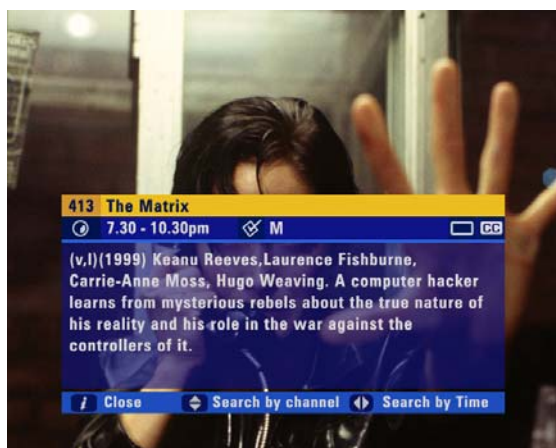 413 The Matrix
7.30 - 10.30pm M CC
(v,l)(1999) Keanu Reeves,Laurence Fishburne,
Carrie-Anne Moss, Hugo Weaving. A computer hacker
learns from mysterious rebels about the true nature of
his reality and his role in the war against the
controllers of it.
i Close Search by channel Search by Time